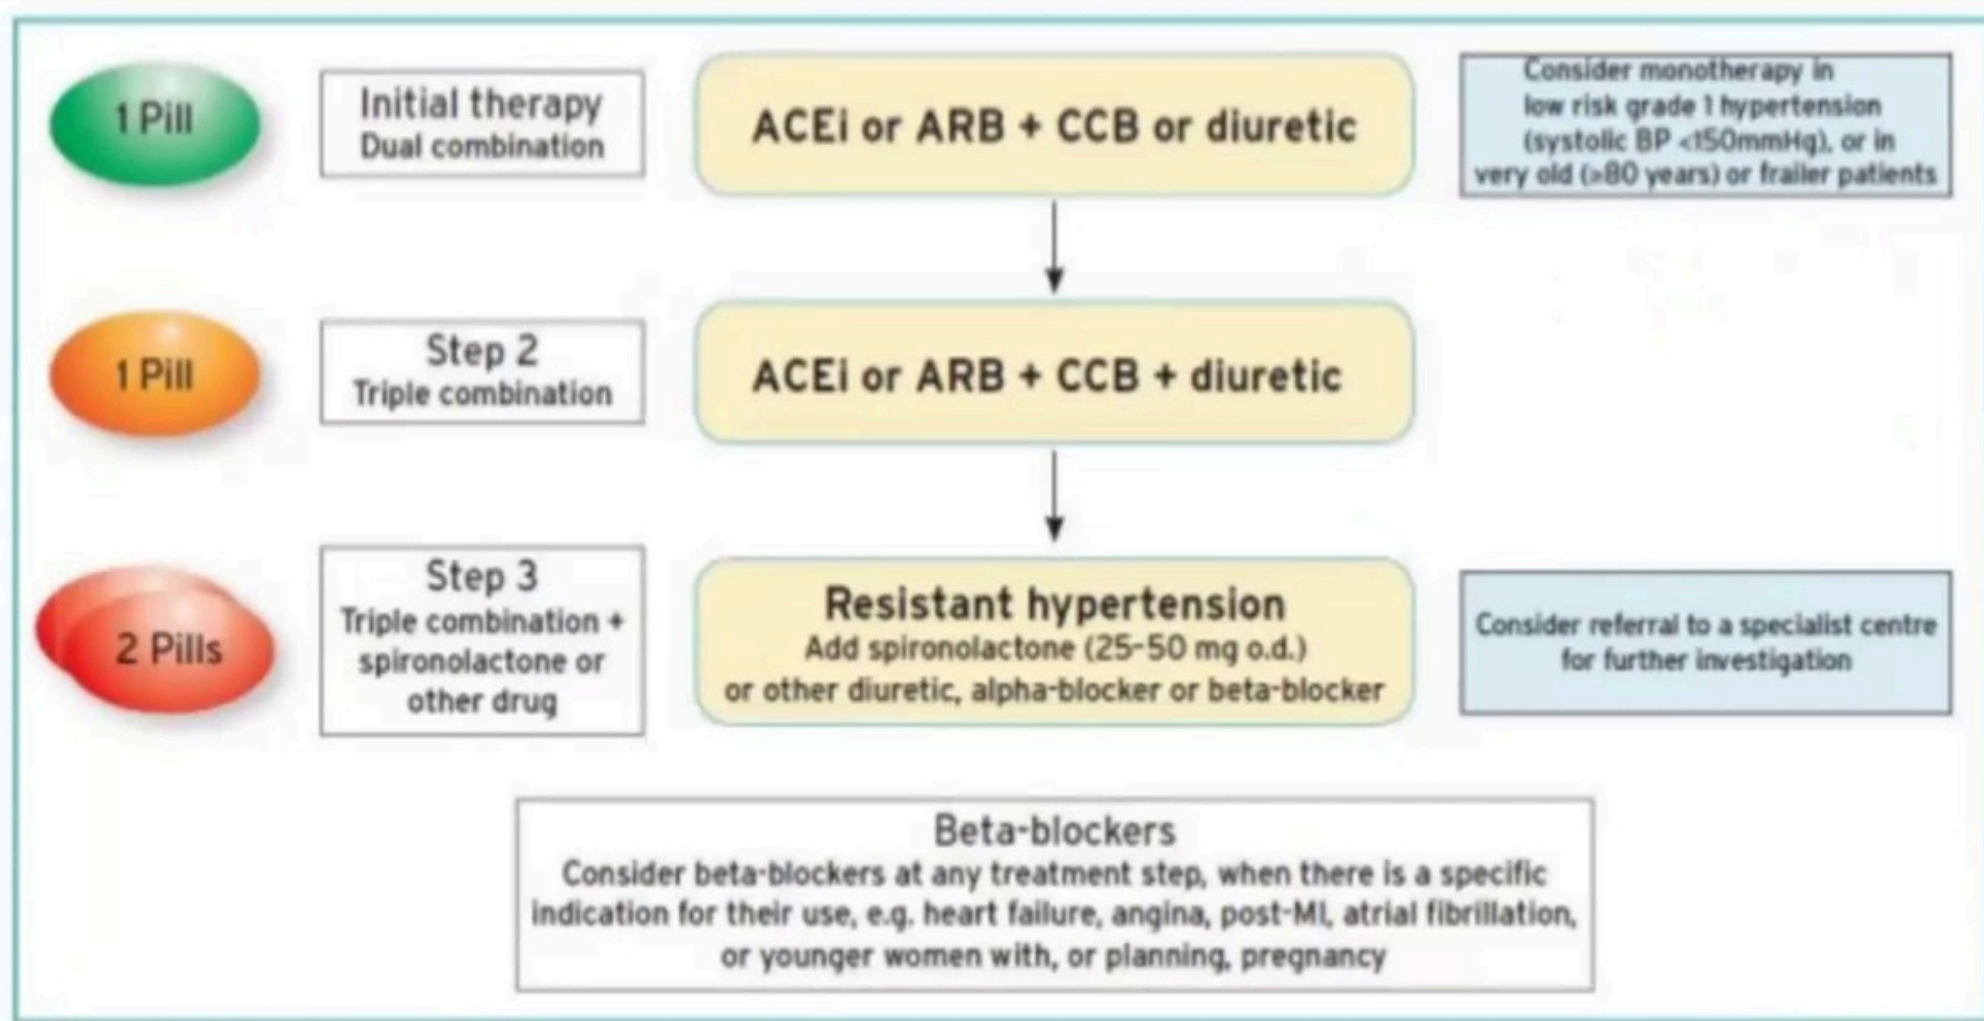 1 Pill
Initial therapy
Dual combination
ACEi or ARB + CCB or diuretic
Consider monotherapy in
low risk grade 1 hypertension
(systolic BP <150mmHg), or in
very old (≥80 years) or frailer patients
1 Pill
Step 2
Triple combination
ACEi or ARB + CCB + diuretic
2 Pills
Step 3
Triple combination +
spironolactone or
other drug
Resistant hypertension
Add spironolactone (25-50 mg o.d.)
or other diuretic, alpha-blocker or beta-blocker
Consider referral to a specialist centre
for further investigation
Beta-blockers
Consider beta-blockers at any treatment step, when there is a specific
indication for their use, e.g. heart failure, angina, post-MI, atrial fibrillation,
or younger women with, or planning, pregnancy